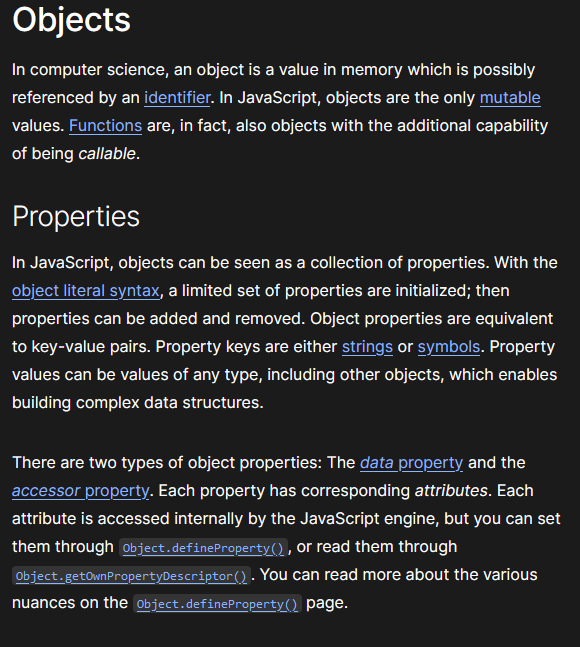 Objects
In computer science, an object is a value in memory which is possibly
referenced by an identifier. In JavaScript, objects are the only mutable
values. Functions are, in fact, also objects with the additional capability
of being callable.
Properties
In JavaScript, objects can be seen as a collection of properties. With the
object literal syntax, a limited set of properties are initialized; then
properties can be added and removed. Object properties are equivalent
to key-value pairs. Property keys are either strings or symbols. Property
values can be values of any type, including other objects, which enables
building complex data structures.
There are two types of object properties: The data property and the
accessor property. Each property has corresponding attributes. Each
attribute is accessed internally by the JavaScript engine, but you can set
them through Object.defineProperty(), or read them through
Object.getOwnPropertyDescriptor(). You can read more about the various
nuances on the Object.defineProperty() page.